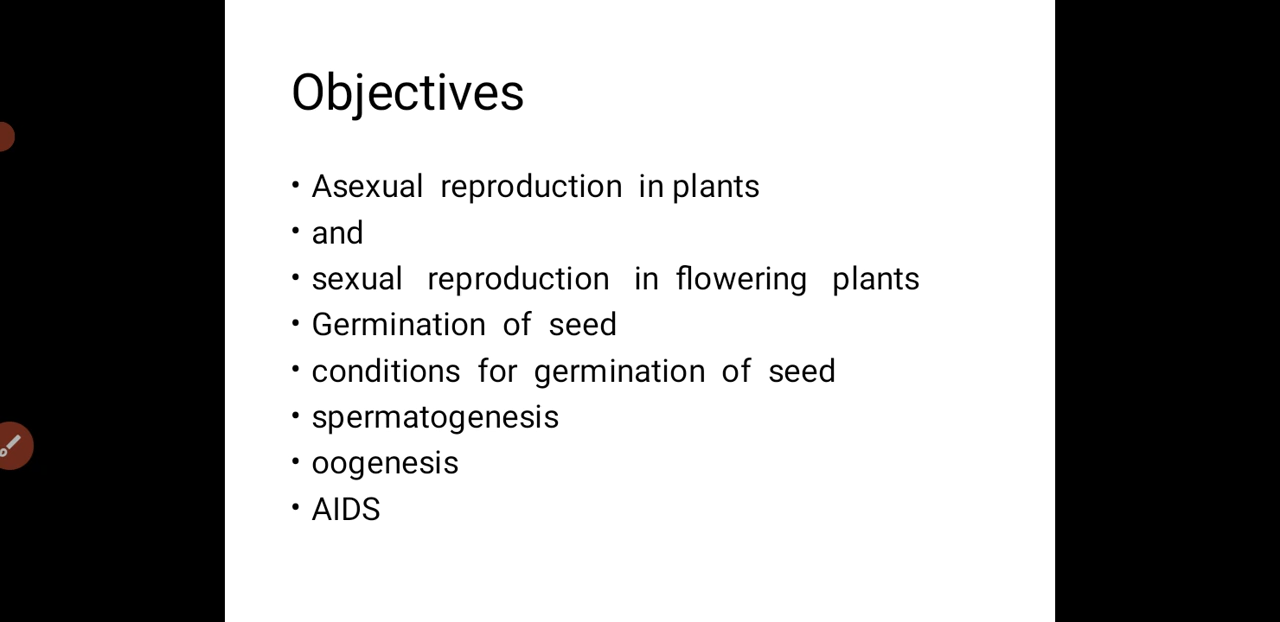 Objectives
• Asexual reproduction in plants
• and
• sexual reproduction in flowering plants
• Germination of seed
• conditions for germination of seed
• spermatogenesis
• oogenesis
• AIDS